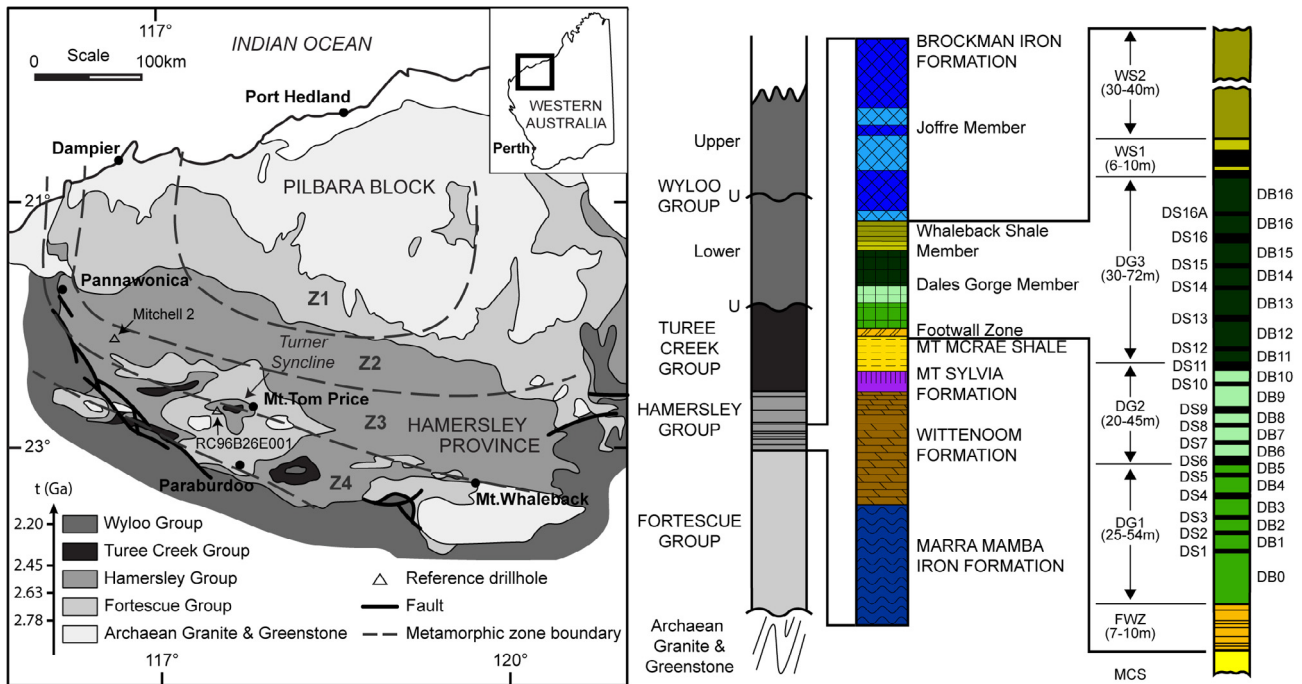 117°
INDIAN OCEAN
Scale
0
100km
Port Hedland
WESTERN
AUSTRALIA
Perth
Dampier
PILBARA BLOCK
21°
Pannawonica
Z1
Mitchell 2
Turner
Syncline
Z2
Mt.Tom Price
Z3
HAMERSLEY
PROVINCE
23°
RC96B26E001
Z4
Paraburdoo
Mt.Whaleback
t (Ga)
2.20
2.45
2.63
2.78
Wyloo Group
Turee Creek Group
Hamersley Group
Fortescue Group
Archaean Granite & Greenstone
Reference drillhole
Fault
Metamorphic zone boundary
117°
120°
Upper
WYLOO
GROUP
U
Lower
U
TUREE
CREEK
GROUP
HAMERSLEY
GROUP
FORTESCUE
GROUP
Archaean
Granite &
Greenstone
BROCKMAN IRON
FORMATION
Joffre Member
Whaleback Shale
Member
Dales Gorge Member
Footwall Zone
MT MCRAE SHALE
MT SYLVIA
FORMATION
WITTENOOM
FORMATION
MARRA MAMBA
IRON FORMATION
WS2
(30-40m)
WS1
(6-10m)
DG3
(30-72m)
DG2
(20-45m)
DG1
(25-54m)
FWZ
(7-10m)
MCS
DS16A
DS16
DS15
DS14
DS13
DS12
DS11
DS10
DS9
DS8
DS7
DS6
DS5
DS4
DS3
DS2
DS1
DB16
DB16
DB15
DB14
DB13
DB12
DB11
DB10
DB9
DB8
DB7
DB6
DB5
DB4
DB3
DB2
DB1
DB0